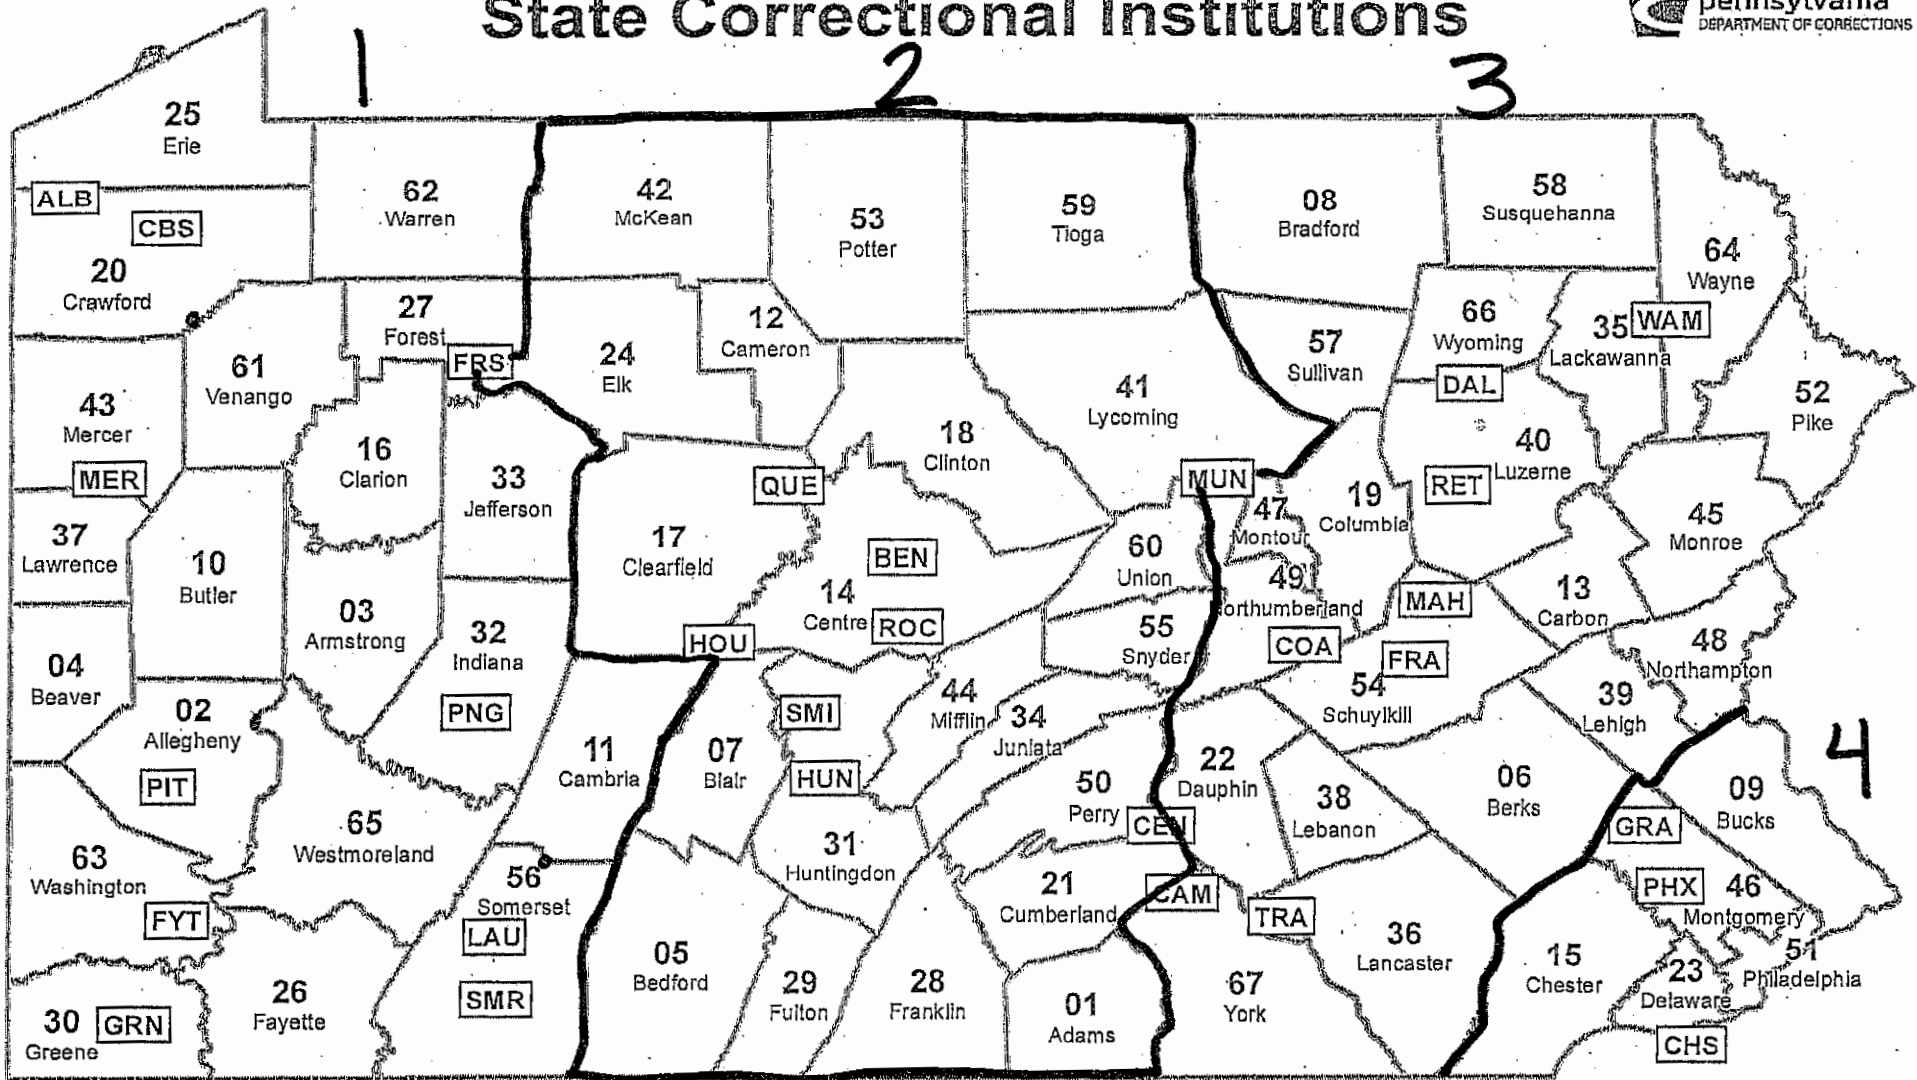 State Correctional Institutions
pennsylvania
DEPARTMENT OF CORRECTIONS
1
2
3
4
25
Erie
ALB
CBS
20
Crawford
62
Warren
42
McKean
53
Potter
59
Tioga
08
Bradford
58
Susquehanna
64
Wayne
27
Forest
FRS
24
Elk
12
Cameron
57
Sullivan
66
Wyoming
35
Lackawanna
WAM
DAL
52
Pike
43
Mercer
MER
61
Venango
16
Clarion
33
Jefferson
QUE
18
Clinton
41
Lycoming
MUN
47
Montour
19
Columbia
40
Luzerne
RET
45
Monroe
37
Lawrence
10
Butler
03
Armstrong
32
Indiana
PNG
17
Clearfield
HOU
BEN
14
Centre
ROC
60
Union
55
Snyder
49
orthumberland
COA
MAH
FRA
54
Schuylkill
13
Carbon
48
Northampton
39
Lehigh
04
Beaver
02
Allegheny
PIT
11
Cambria
07
Blair
SMI
HUN
44
Mifflin
34
Juniata
50
Perry
CEN
22
Dauphin
38
Lebanon
06
Berks
GRA
09
Bucks
63
Washington
FYT
65
Westmoreland
56
Somerset
LAU
SMR
31
Huntingdon
21
Cumberland
CAM
TRA
36
Lancaster
PHX
46
Montgomery
30
Greene
GRN
26
Fayette
05
Bedford
29
Fulton
28
Franklin
01
Adams
67
York
15
Chester
23
Delaware
51
Philadelphia
CHS